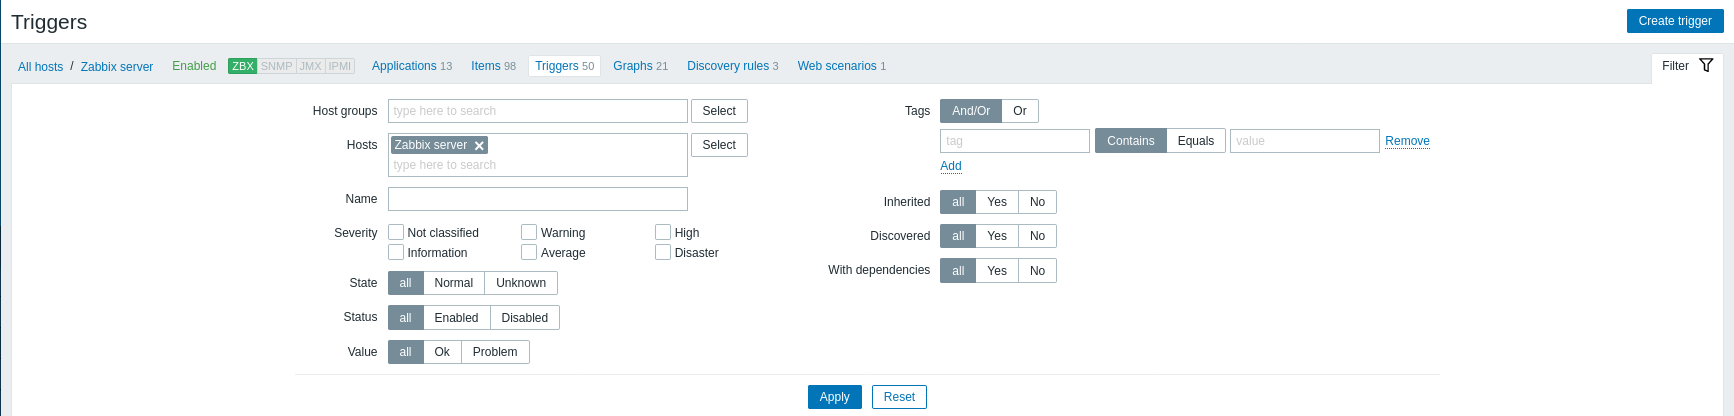 Triggers
Create trigger
All hosts / Zabbix server Enabled ZBX SNMP JMX IPMI Applications 13 Items 98 Triggers 50 Graphs 21 Discovery rules 3 Web scenarios 1 Filter
Host groups type here to search Select
Hosts Zabbix server Select
type here to search
Name
Severity Not classified Warning High
Information Average Disaster
State all Normal Unknown
Status all Enabled Disabled
Value all Ok Problem
Tags And/Or Or
tag Contains Equals value Remove
Add
Inherited all Yes No
Discovered all Yes No
With dependencies all Yes No
Apply Reset